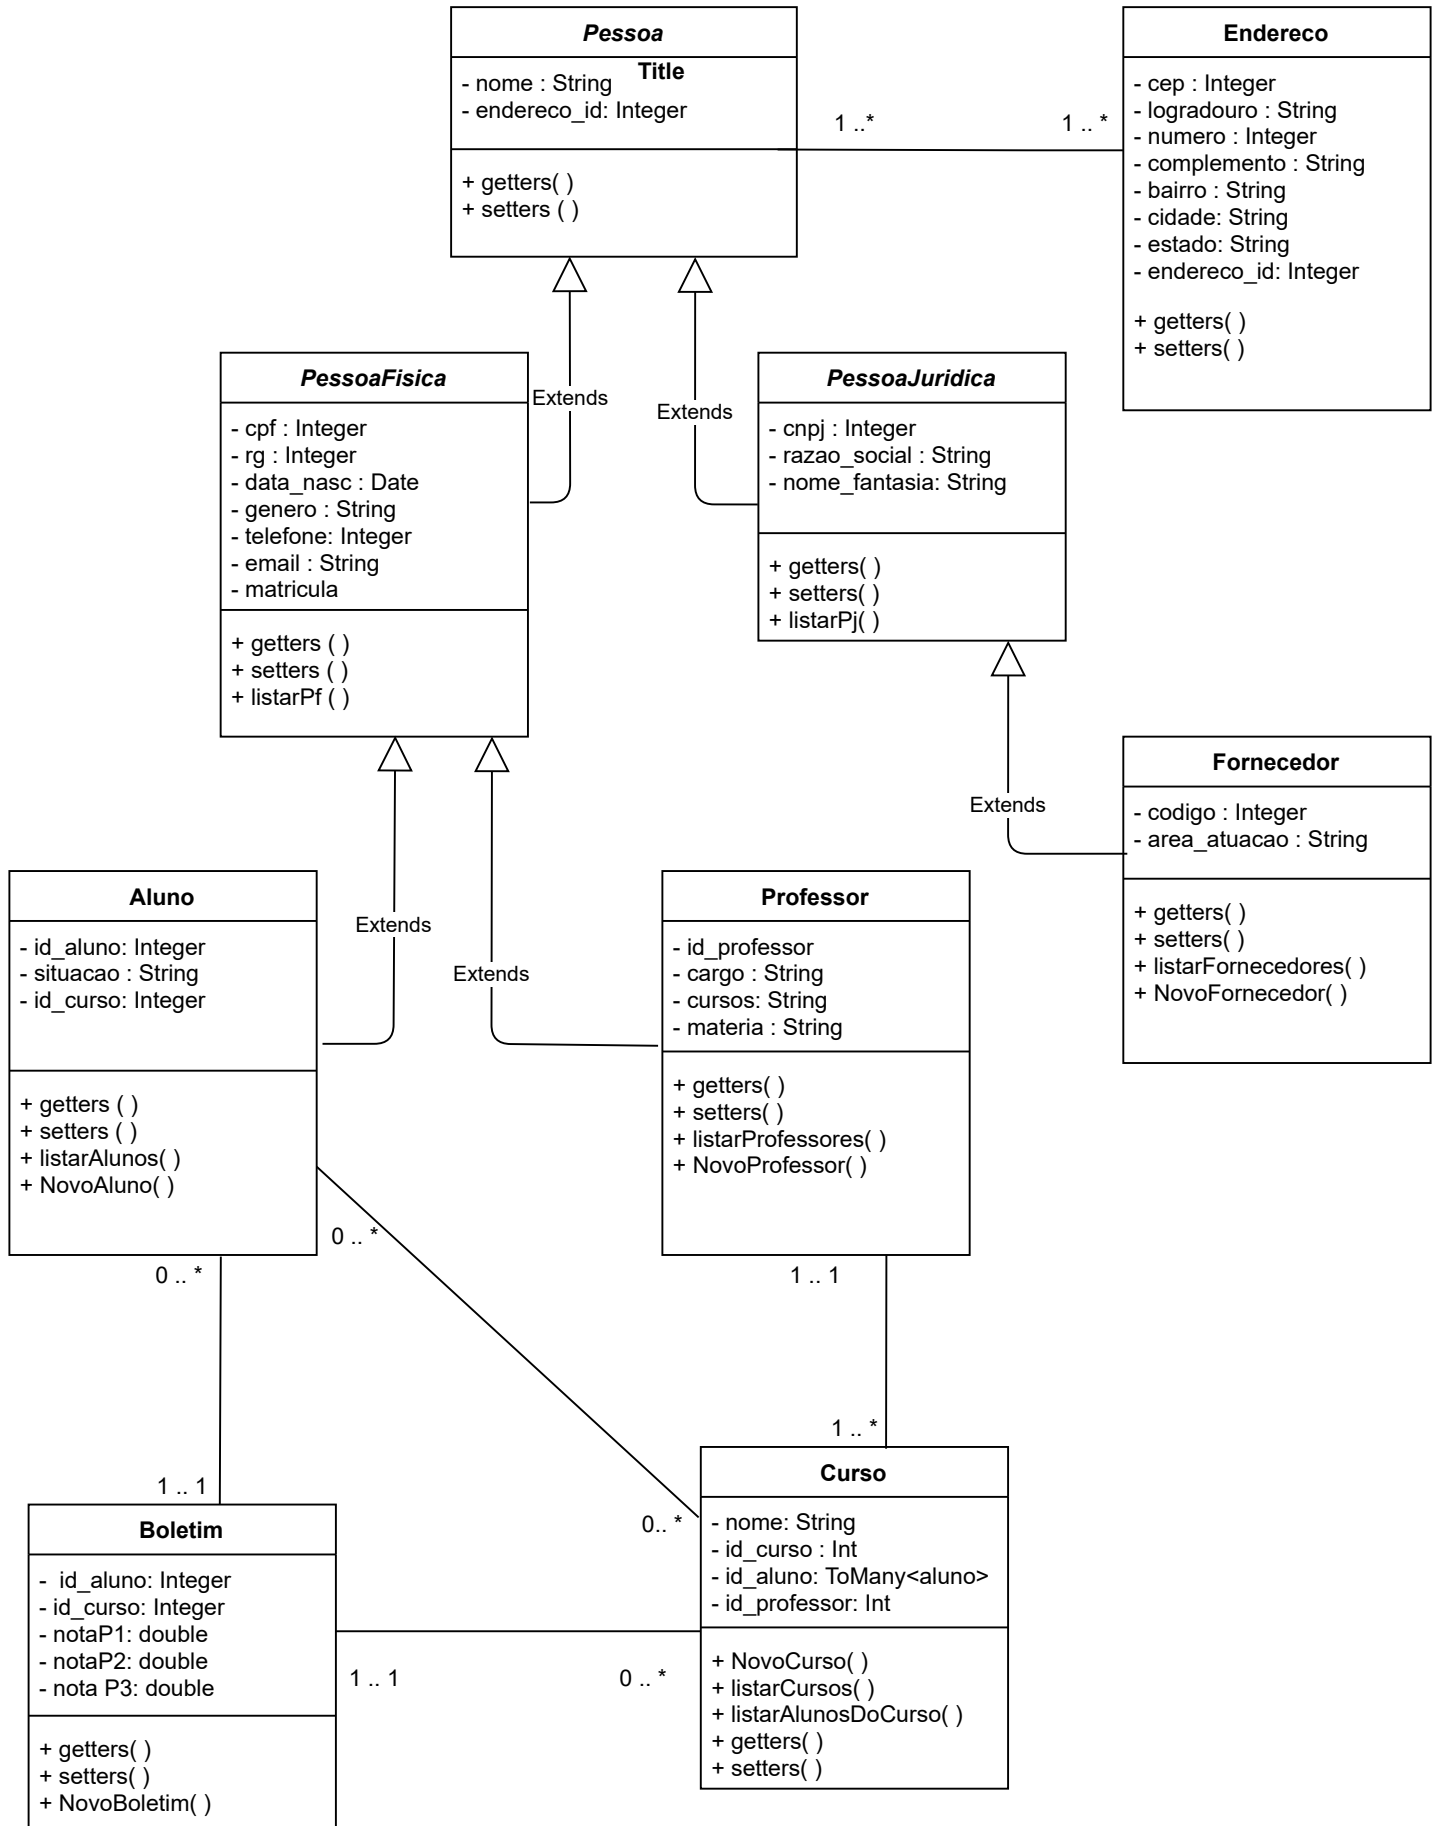 Pessoa
Title
- nome : String
- endereco_id: Integer
+ getters( )
+ setters ( )
1 ..*
1 .. *
Endereco
- cep : Integer
- logradouro : String
- numero : Integer
- complemento : String
- bairro : String
- cidade: String
- estado: String
- endereco_id: Integer
+ getters( )
+ setters( )
PessoaFisica
- cpf : Integer
- rg : Integer
- data_nasc : Date
- genero : String
- telefone: Integer
- email : String
- matricula
+ getters ( )
+ setters ( )
+ listarPf ( )
Extends
Extends
PessoaJuridica
- cnpj : Integer
- razao_social : String
- nome_fantasia: String
+ getters( )
+ setters( )
+ listarPj( )
Extends
Fornecedor
- codigo : Integer
- area_atuacao : String
+ getters( )
+ setters( )
+ listarFornecedores( )
+ NovoFornecedor( )
Aluno
- id_aluno: Integer
- situacao : String
- id_curso: Integer
+ getters ( )
+ setters ( )
+ listarAlunos( )
+ NovoAluno( )
Extends
Extends
Professor
- id_professor
- cargo : String
- cursos: String
- materia : String
+ getters( )
+ setters( )
+ listarProfessores( )
+ NovoProfessor( )
0 .. *
0 .. *
1 .. 1
1 .. *
1 .. 1
0.. *
Boletim
-  id_aluno: Integer
- id_curso: Integer
- notaP1: double
- notaP2: double
- nota P3: double
+ getters( )
+ setters( )
+ NovoBoletim( )
1 .. 1
0 .. *
Curso
- nome: String
- id_curso : Int
- id_aluno: ToMany<aluno>
- id_professor: Int
+ NovoCurso( )
+ listarCursos( )
+ listarAlunosDoCurso( )
+ getters( )
+ setters( )